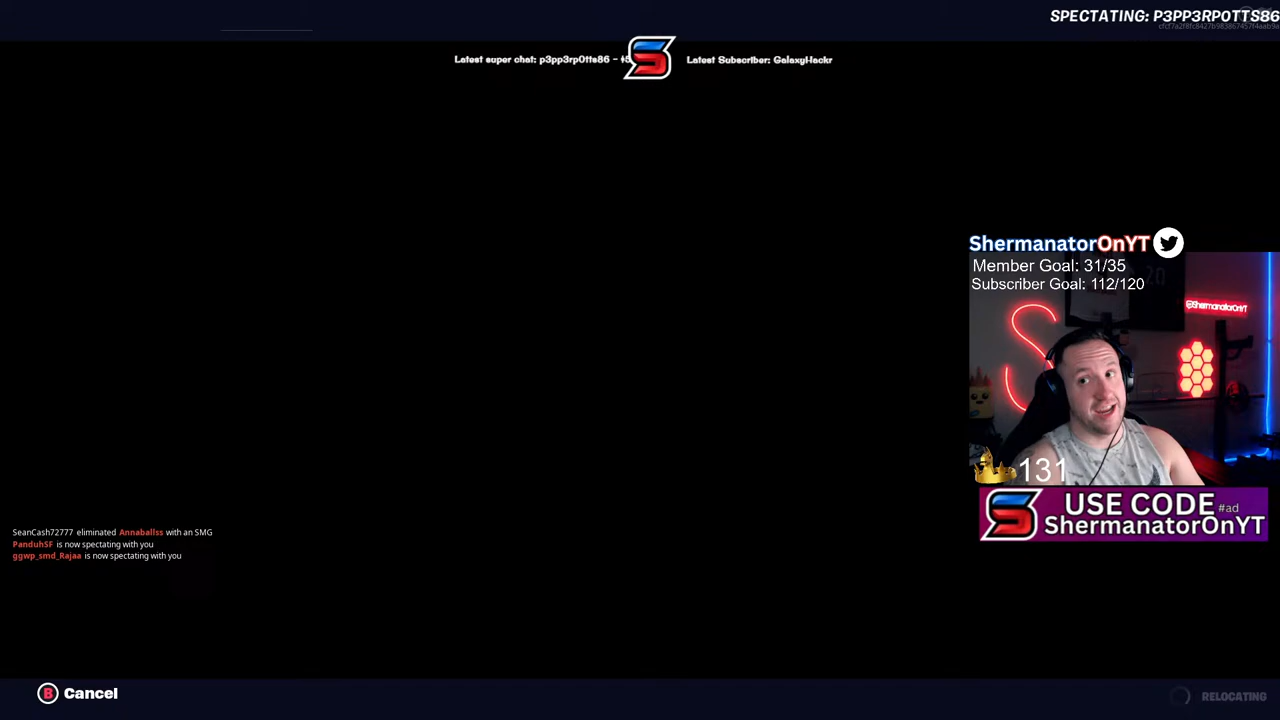 SPECTATING: P3PP3RP0TTS86
Latest super chat: p3pp3rp0tts86 -
Latest Subscriber: GalaxyHackr
ShermanatorOnYT
Member Goal: 31/35
Subscriber Goal: 112/120
@ShermanatorOnYT
S
131
USE CODE #ad
ShermanatorOnYT
SeanCash72777 eliminated Annaballss with an SMG
PanduhSF is now spectating with you
ggwp_smd_Rajaa is now spectating with you
B Cancel
RELOCATING